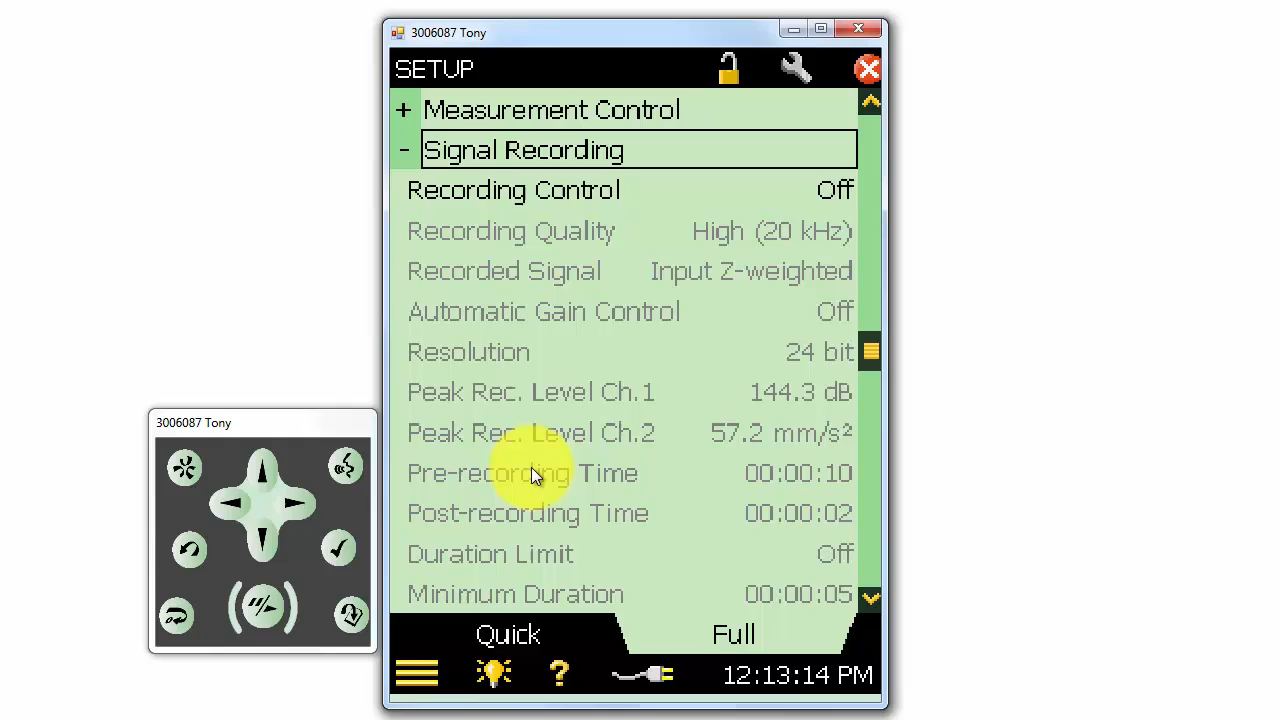 3006087 Tony
SETUP
+ Measurement Control
- Signal Recording
Recording Control Off
Recording Quality High (20 kHz)
Recorded Signal Input Z-weighted
Automatic Gain Control Off
Resolution 24 bit
Peak Rec. Level Ch.1 144.3 dB
Peak Rec. Level Ch.2 57.2 mm/s²
Pre-recording Time 00:00:10
Post-recording Time 00:00:02
Duration Limit Off
Minimum Duration 00:00:05
Quick Full
? 12:13:14 PM
3006087 Tony